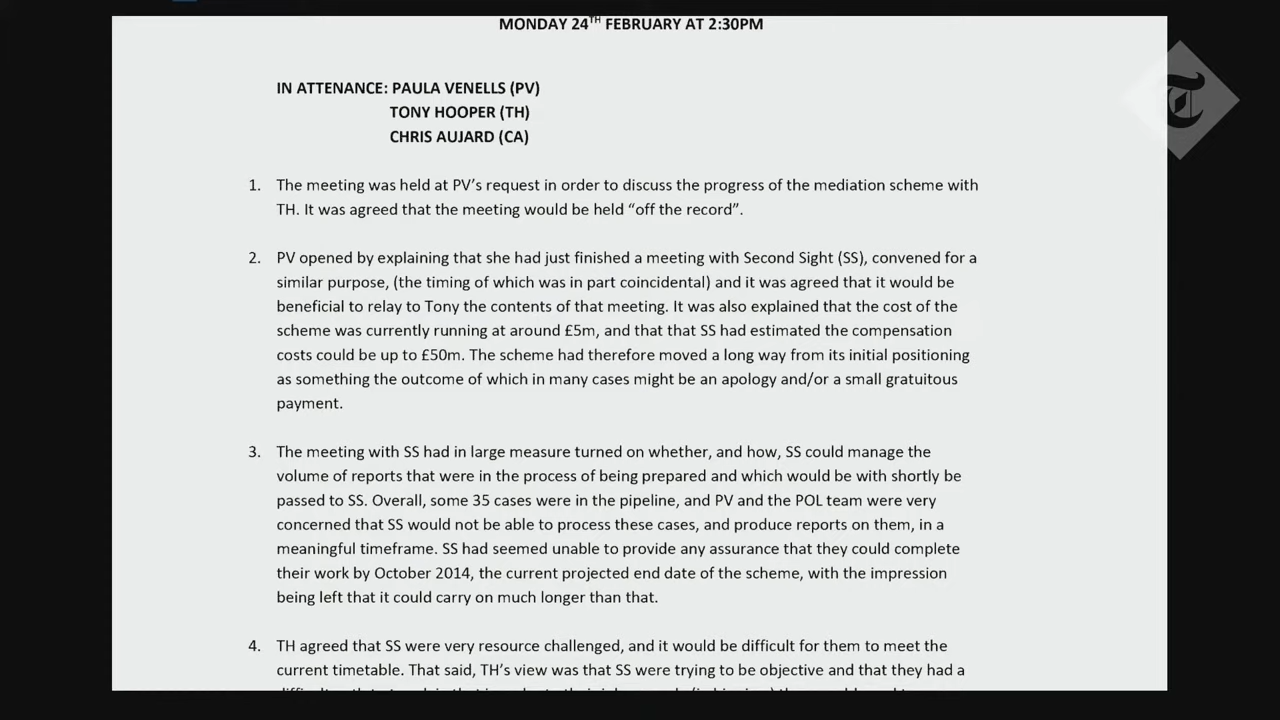 MONDAY 24TH FEBRUARY AT 2:30PM
IN ATTENANCE: PAULA VENELLS (PV)
TONY HOOPER (TH)
CHRIS AUJARD (CA)
1. The meeting was held at PV’s request in order to discuss the progress of the mediation scheme with
TH. It was agreed that the meeting would be held “off the record”.
2. PV opened by explaining that she had just finished a meeting with Second Sight (SS), convened for a
similar purpose, (the timing of which was in part coincidental) and it was agreed that it would be
beneficial to relay to Tony the contents of that meeting. It was also explained that the cost of the
scheme was currently running at around £5m, and that that SS had estimated the compensation
costs could be up to £50m. The scheme had therefore moved a long way from its initial positioning
as something the outcome of which in many cases might be an apology and/or a small gratuitous
payment.
3. The meeting with SS had in large measure turned on whether, and how, SS could manage the
volume of reports that were in the process of being prepared and which would be with shortly be
passed to SS. Overall, some 35 cases were in the pipeline, and PV and the POL team were very
concerned that SS would not be able to process these cases, and produce reports on them, in a
meaningful timeframe. SS had seemed unable to provide any assurance that they could complete
their work by October 2014, the current projected end date of the scheme, with the impression
being left that it could carry on much longer than that.
4. TH agreed that SS were very resource challenged, and it would be difficult for them to meet the
current timetable. That said, TH’s view was that SS were trying to be objective and that they had a